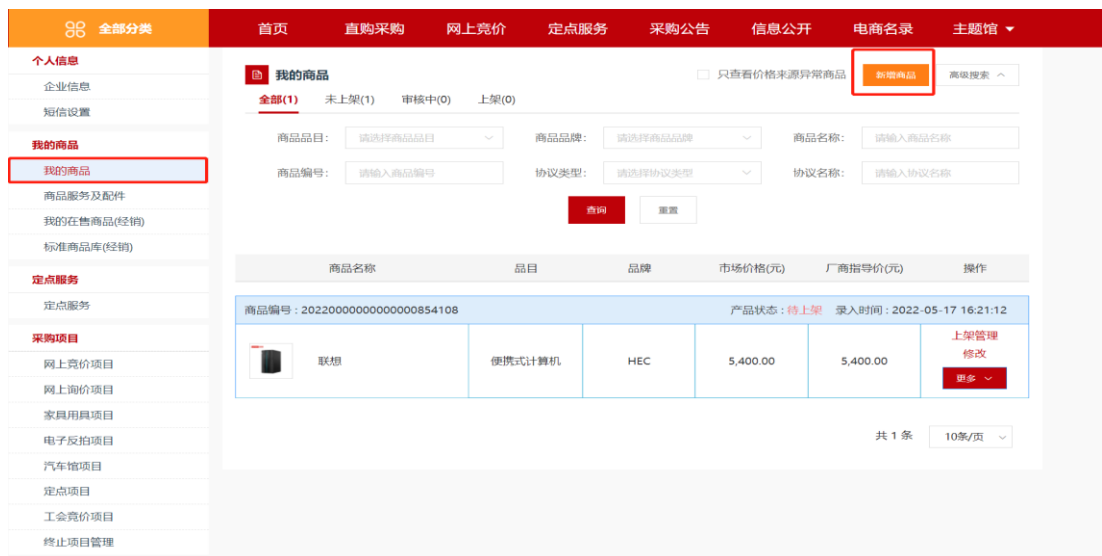 全部分类 首页 直购采购 网上竞价 定点服务 采购公告 信息公开 电商名录 主题馆
个人信息
企业信息
短信设置
我的商品
我的商品
商品服务及配件
我的在售商品(经销)
标准商品库(经销)
定点服务
定点服务
采购项目
网上竞价项目
网上询价项目
家具用具项目
电子反拍项目
汽车馆项目
定点项目
工会竞价项目
终止项目管理
我的商品 只查看价格来源异常商品 新增商品 高级搜索
全部(1) 未上架(1) 审核中(0) 上架(0)
商品品目: 请选择商品品目 商品品牌: 请选择商品品牌 商品名称: 请输入商品名称
商品编号: 请输入商品编号 协议类型: 请选择协议类型 协议名称: 请输入协议名称
查询 重置
商品名称 品目 品牌 市场价格(元) 厂商指导价(元) 操作
商品编号 : 20220000000000000854108 产品状态 : 待上架 录入时间 : 2022-05-17 16:21:12
联想 便携式计算机 HEC 5,400.00 5,400.00 上架管理
修改
更多
共 1 条 10条/页